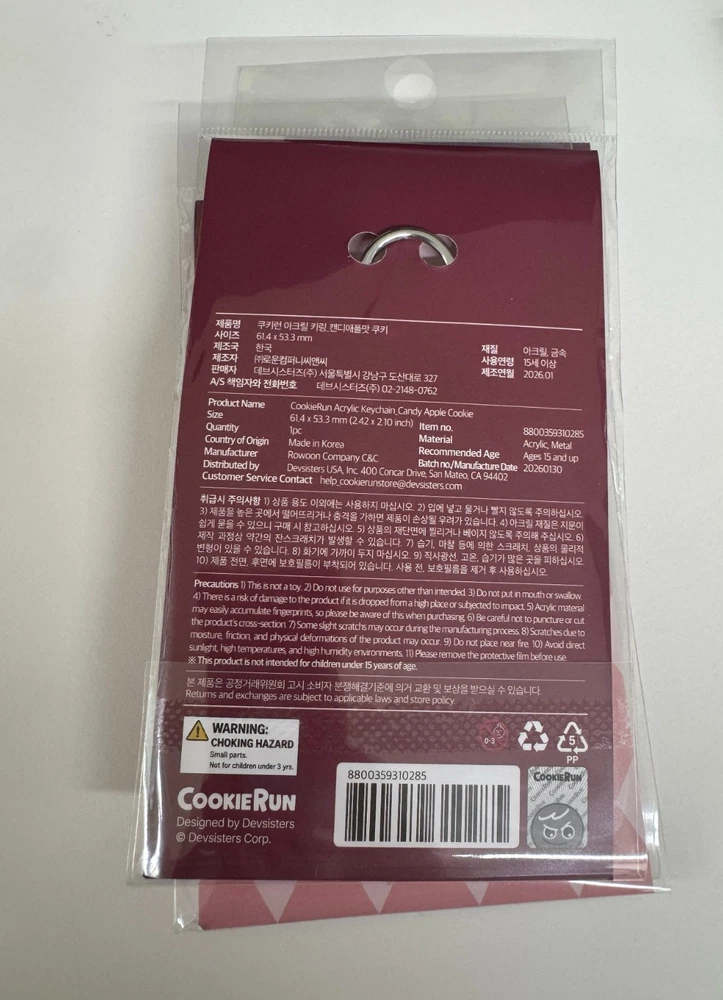 제품명 쿠키런 아크릴 키링_캔디애플맛 쿠키
사이즈 61.4 x 53.3 mm
제조국 한국
제조자 ㈜로운컴퍼니씨앤씨
판매자 데브시스터즈(주) 서울특별시 강남구 도산대로 327
A/S 책임자와 전화번호 데브시스터즈(주) 02-2148-0762
재질 아크릴, 금속
사용연령 15세 이상
제조연월 2026.01
Product Name CookieRun Acrylic Keychain_Candy Apple Cookie
Size 61.4 x 53.3 mm (2.42 x 2.10 inch)
Quantity 1pc
Country of Origin Made in Korea
Manufacturer Rowoon Company C&C
Distributed by Devsisters USA, Inc. 400 Concar Drive, San Mateo, CA 94402
Customer Service Contact help_cookierunstore@devsisters.com
Item no. 8800359310285
Material Acrylic, Metal
Recommended Age Ages 15 and up
Batch no./Manufacture Date 20260130
취급시 주의사항 1) 상품 용도 이외에는 사용하지 마십시오. 2) 입에 넣고 물거나 빨지 않도록 주의하십시오.
3) 제품을 높은 곳에서 떨어뜨리거나 충격을 가하면 제품이 손상될 우려가 있습니다. 4) 아크릴 재질은 지문이
쉽게 묻을 수 있으니 구매 시 참고하십시오. 5) 상품의 재단면에 찔리거나 베이지 않도록 주의해 주십시오. 6)
제작 과정상 약간의 잔스크래치가 발생할 수 있습니다. 7) 습기, 마찰 등에 의한 스크래치, 상품의 물리적
변형이 있을 수 있습니다. 8) 화기에 가까이 두지 마십시오. 9) 직사광선, 고온, 습기가 많은 곳을 피하십시오.
10) 제품 전면, 후면에 보호필름이 부착되어 있습니다. 사용 전, 보호필름을 제거 후 사용하십시오.
Precautions 1) This is not a toy. 2) Do not use for purposes other than intended. 3) Do not put in mouth or swallow.
4) There is a risk of damage to the product if it is dropped from a high place or subjected to impact. 5) Acrylic material
may easily accumulate fingerprints, so please be aware of this when purchasing. 6) Be careful not to puncture or cut
the product's cross-section. 7) Some slight scratchs may occur during the manufacturing process. 8) Scratches due to
moisture, friction, and physical deformations of the product may occur. 9) Do not place near fire. 10) Avoid direct
sunlight, high temperatures, and high humidity environments. 11) Please remove the protective film before use.
※ This product is not intended for children under 15 years of age.
본 제품은 공정거래위원회 고시 소비자 분쟁해결기준에 의거 교환 및 보상을 받으실 수 있습니다.
Returns and exchanges are subject to applicable laws and store policy
WARNING:
CHOKING HAZARD
Small parts.
Not for children under 3 yrs.
0-3
5
PP
COOKIERUN
Designed by Devsisters
© Devsisters Corp.
8800359310285
COOKIERUN